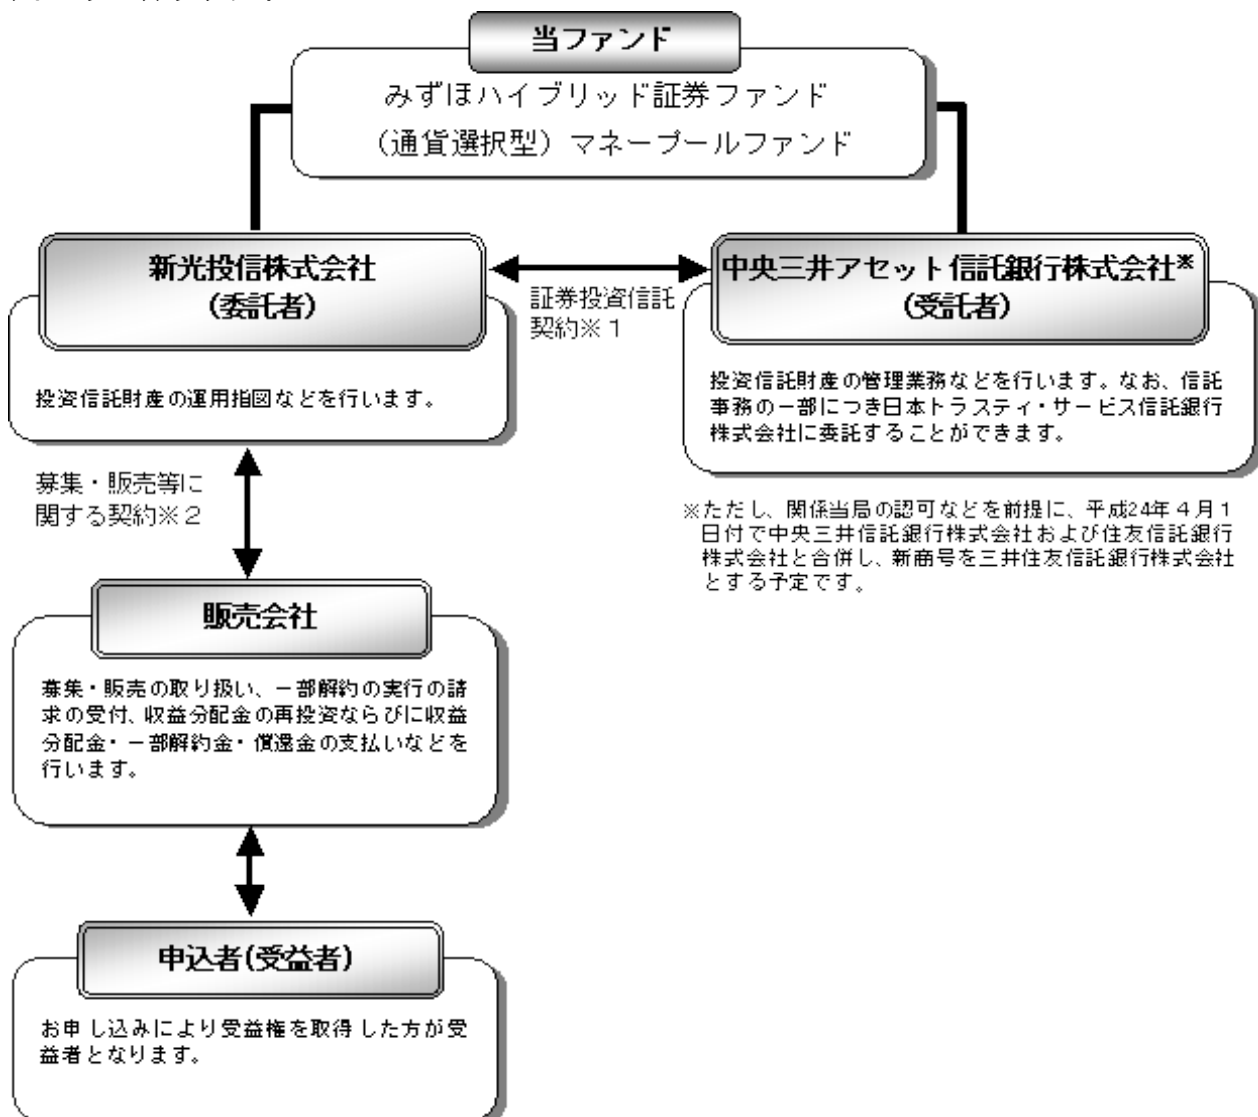 当ファンド
みずほハイブリッド証券ファンド
（通貨選択型）マネープールファンド
新光投信株式会社
（委託者）
投資信託財産の運用指図などを行います。
証券投資信託
契約※１
中央三井アセット信託銀行株式会社※
（受託者）
投資信託財産の管理業務などを行います。なお、信託
事務の一部につき日本トラスティ・サービス信託銀行
株式会社に委託することができます。
※ただし、関係当局の認可などを前提に、平成24年４月１
日付で中央三井信託銀行株式会社および住友信託銀行
株式会社と合併し、新商号を三井住友信託銀行株式会社
とする予定です。
募集・販売等に
関する契約※２
販売会社
募集・販売の取り扱い、一部解約の実行の請
求の受付、収益分配金の再投資ならびに収益
分配金・一部解約金・償還金の支払いなどを
行います。
申込者（受益者）
お申し込みにより受益権を取得した方が受
益者となります。